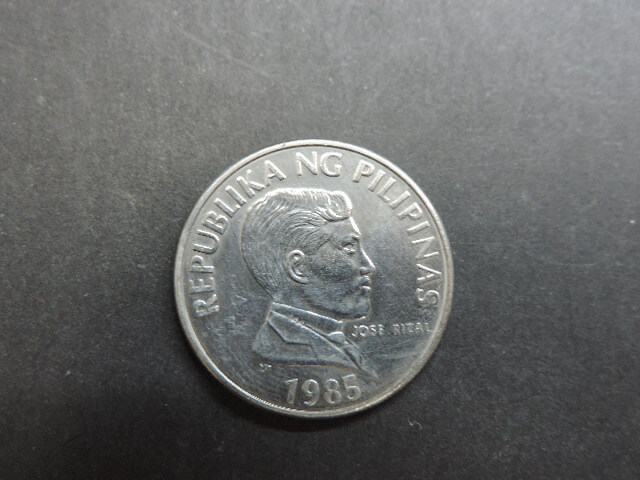 REPUBLIKA NG PILIPINAS
JOSE RIZAL
1985